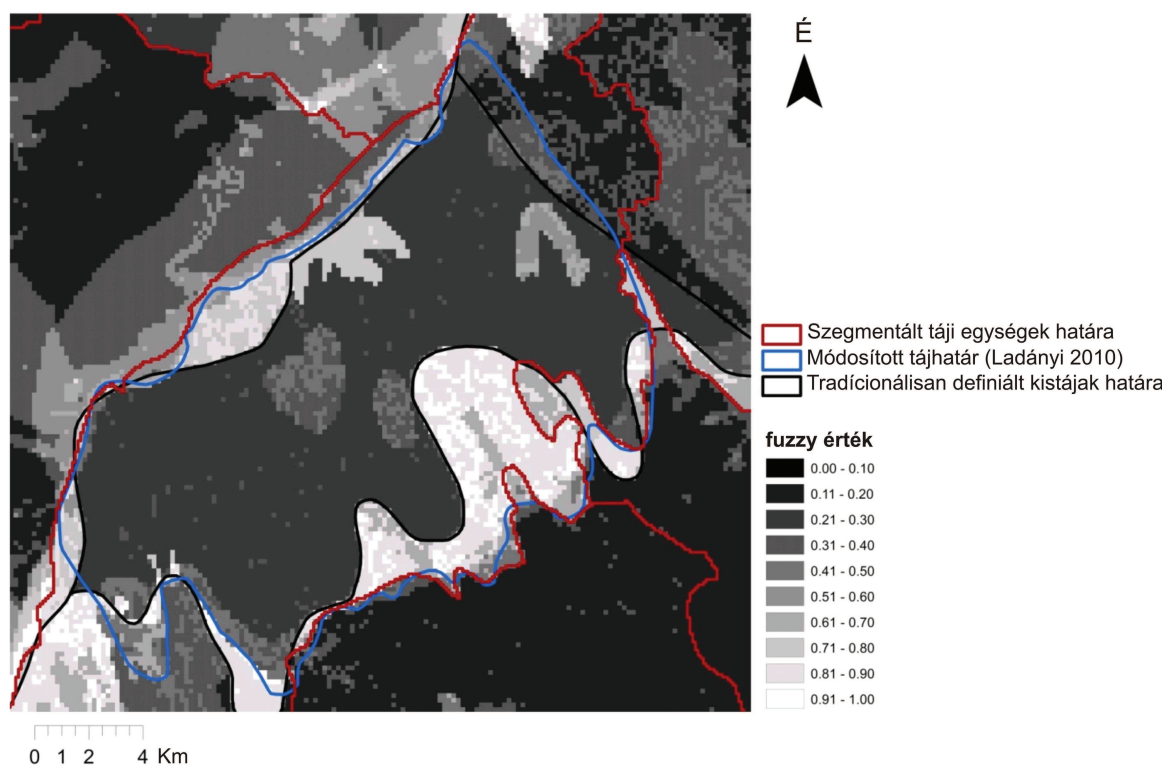 É
Szegmentált táji egységek határa
Módosított tájhatár (Ladányi 2010)
Tradícionálisan definiált kistájak határa
fuzzy érték
0.00 - 0.10
0.11 - 0.20
0.21 - 0.30
0.31 - 0.40
0.41 - 0.50
0.51 - 0.60
0.61 - 0.70
0.71 - 0.80
0.81 - 0.90
0.91 - 1.00
0 1 2 4 Km